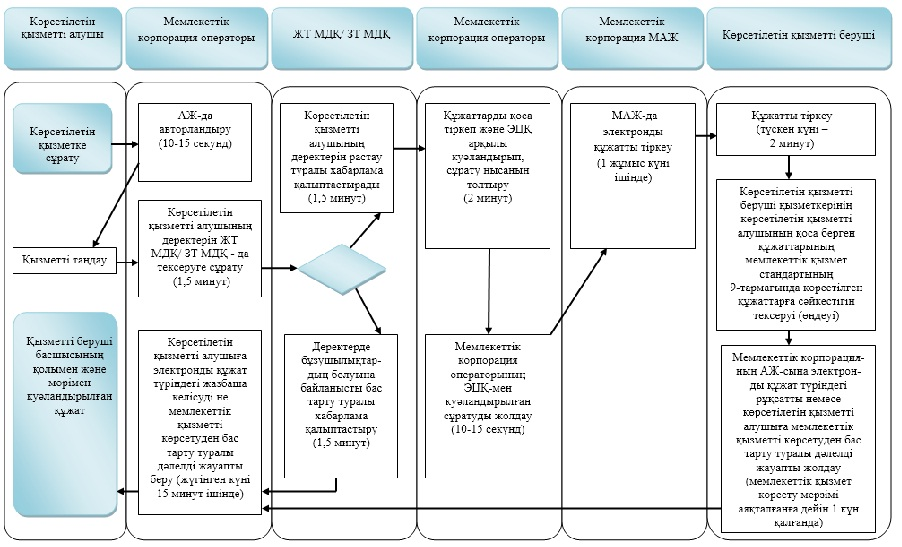 Көрсетілетін
қызметті алушы
Мемлекеттік
корпорация операторы
ЖТ МДҚ/ ЗТ МДҚ
Мемлекеттік
корпорация операторы
Мемлекеттік
корпорация МАЖ
Көрсетілетін қызметті беруші
Көрсетілетін
қызметке
сұрату
Қызметті таңдау
Қызметті беруші
басшысының
қолымен және
мөрімен
куәландырылған
құжат
АЖ-да
авторландыру
(10-15 секунд)
Көрсетілетін
қызметті алушының
деректерін ЖТ
МДҚ/ ЗТ МДҚ - да
тексеруге сұрату
(1,5 минут)
Көрсетілетін
қызметті алушыға
электронды құжат
түріндегі жазбаша
келісуді не
мемлекеттік
қызметті
көрсетуден бас
тарту туралы
дәлелді жауапты
беру (жүгінген күні
15 минут ішінде)
Көрсетілетін
қызметті
алушының
деректерін растау
туралы хабарлама
қалыптастырады
(1,5 минут)
Деректерде
бұзушылықтар-
дың болуына
байланысты бас
тарту туралы
хабарлама
қалыптастыру
(1,5 минут)
Құжаттарды қоса
тіркеп және ЭЦҚ
арқылы
куәландырып,
сұрату нысанын
толтыру
(2 минут)
Мемлекеттік
корпорация
операторының
ЭЦҚ-мен
куәландырылған
сұратуды жолдау
(10-15 секунд)
МАЖ-да
электронды
құжатты тіркеу
(1 жұмыс күні
ішінде)
Құжатты тіркеу
(түскен күні –
2 минут)
Көрсетілетін қызметті
беруші қызметкерінің
көрсетілетін қызметті
алушының қоса берген
құжаттарының
мемлекеттік қызмет
стандартының
9-тармағында көрсетілген
құжаттарға сәйкестігін
тексеруі (өңдеуі)
Мемлекеттік корпорация-
ның АЖ-сына электрон-
ды құжат түріндегі
рұқсатты немесе
көрсетілетін қызметті
алушыға мемлекеттік
қызметті көрсетуден бас
тарту туралы дәлелді
жауапты жолдау
(мемлекеттік қызмет
көрсету мерзімі
аяқталғанға дейін 1 күн
қалғанда)